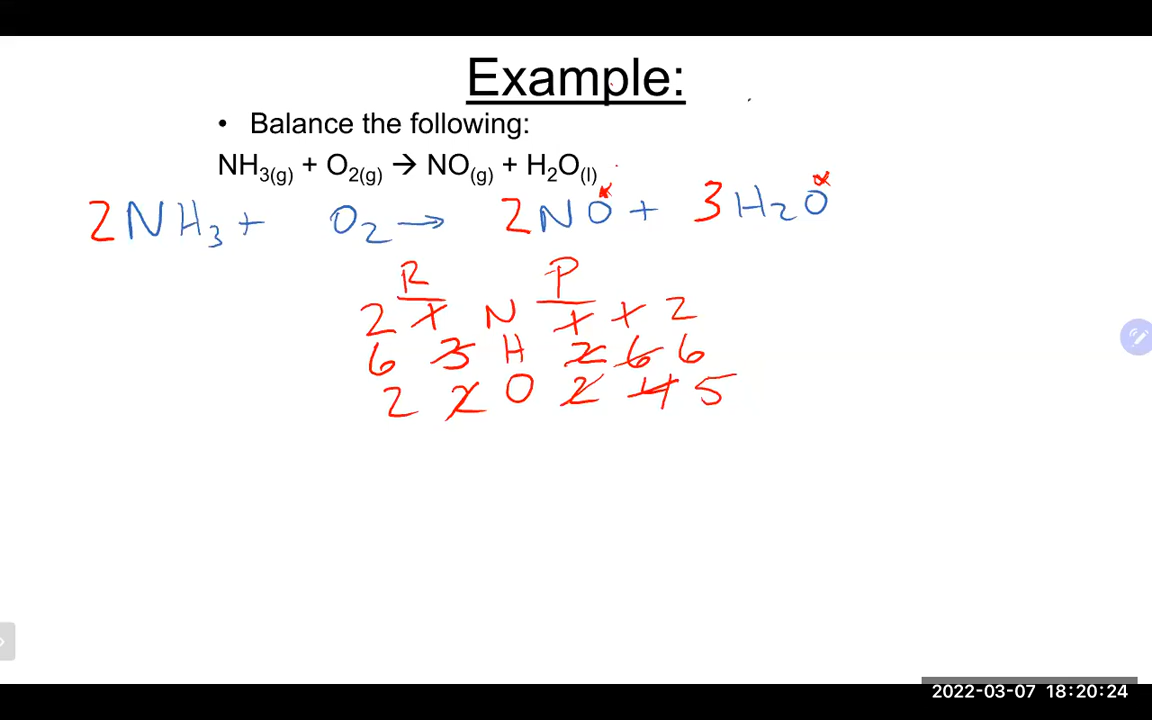 Example:
• Balance the following:
NH3(g) + O2(g) → NO(g) + H2O(l)
2NH3 + O2 → 2NO + 3H2O
R P
2 1 N 1 1 2
6 3 H 2 6 6
2 2 O 2 4 5
2022-03-07 18:20:24